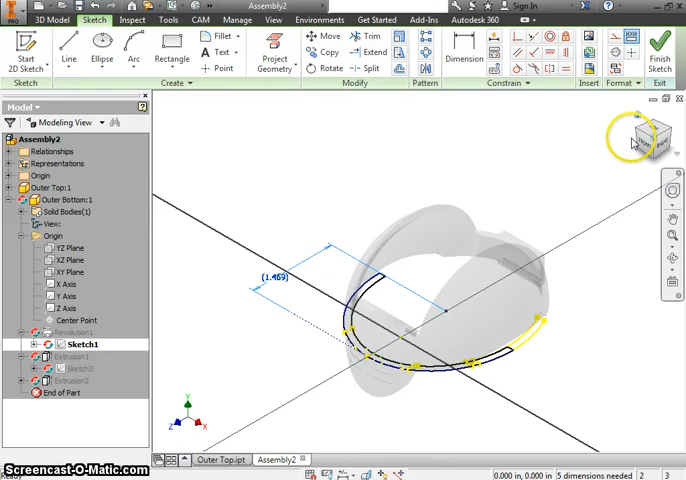 Assembly2
Sign In
PRO
3D Model
Sketch
Inspect
Tools
CAM
Manage
View
Environments
Get Started
Add-Ins
Autodesk 360
Start
2D Sketch
Line
Ellipse
Arc
Rectangle
Fillet
Text
Point
Project
Geometry
Move
Copy
Rotate
Trim
Extend
Split
Dimension
Finish
Sketch
Sketch
Create
Modify
Pattern
Constrain
Insert
Format
Exit
Model
Modeling View
Assembly2
Relationships
Representations
Origin
Outer Top:1
Outer Bottom:1
Solid Bodies(1)
View:
Origin
YZ Plane
XZ Plane
XY Plane
X Axis
Y Axis
Z Axis
Center Point
Revolution1
Sketch1
Extrusion1
Sketch2
Extrusion2
End of Part
(1.469)
Y
Z
X
Outer Top.ipt
Assembly2
Screencast-O-Matic.com
Ready
0.000 in, 0.000 in
5 dimensions needed
2
3